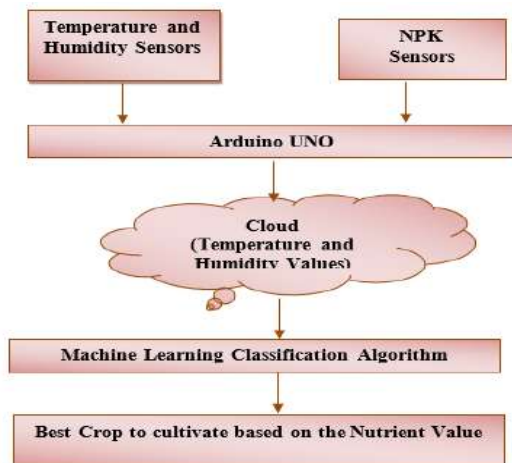 Temperature and
Humidity Sensors
NPK
Sensors
Arduino UNO
Cloud
(Temperature and
Humidity Values)
Machine Learning Classification Algorithm
Best Crop to cultivate based on the Nutrient Value